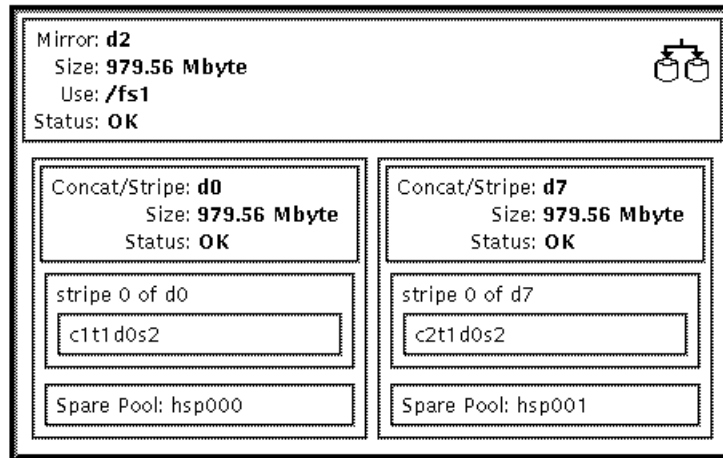 Mirror: d2
Size: 979.56 Mbyte
Use: /fs1
Status: OK
Concat/Stripe: d0
Size: 979.56 Mbyte
Status: OK
stripe 0 of d0
c1t1d0s2
Spare Pool: hsp000
Concat/Stripe: d7
Size: 979.56 Mbyte
Status: OK
stripe 0 of d7
c2t1d0s2
Spare Pool: hsp001